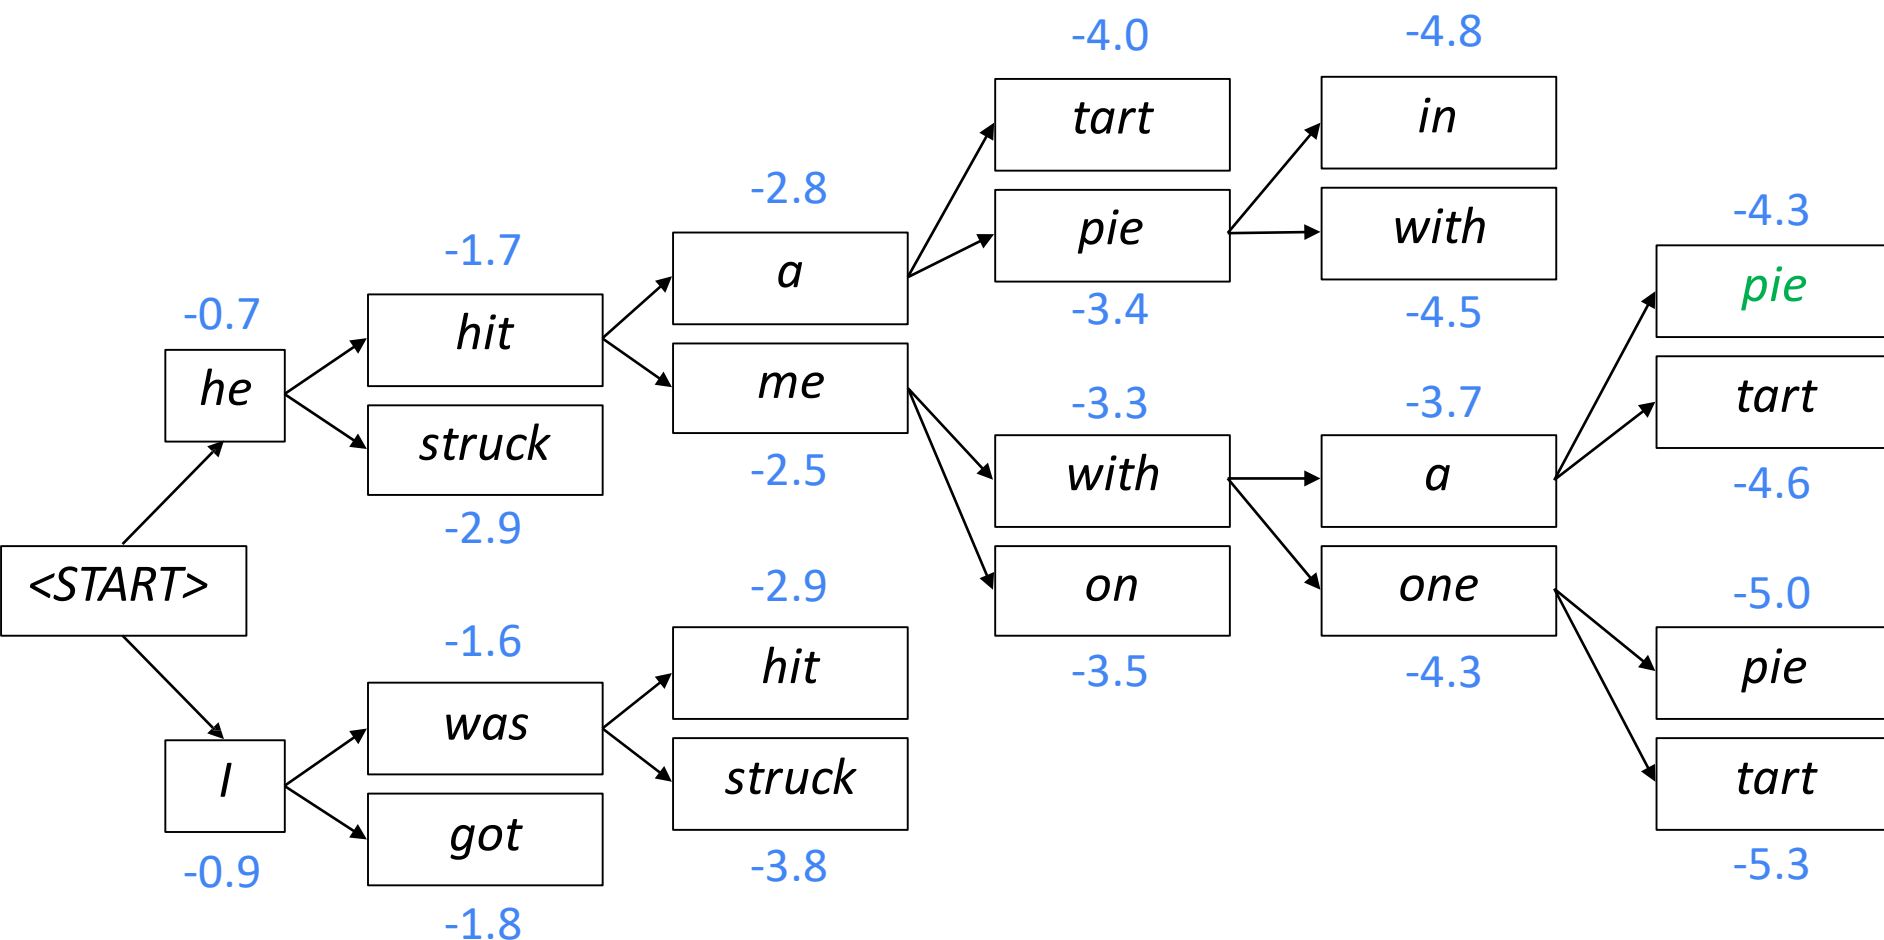 -4.0
-4.8
tart
in
-2.8
pie
with
-4.3
-1.7
a
-3.4
-4.5
pie
-0.7
hit
me
-3.3
-3.7
tart
he
struck
-2.5
with
a
-4.6
-2.9
<START>
-2.9
on
one
-5.0
-1.6
hit
-3.5
-4.3
pie
I
was
struck
tart
-0.9
got
-3.8
-5.3
-1.8